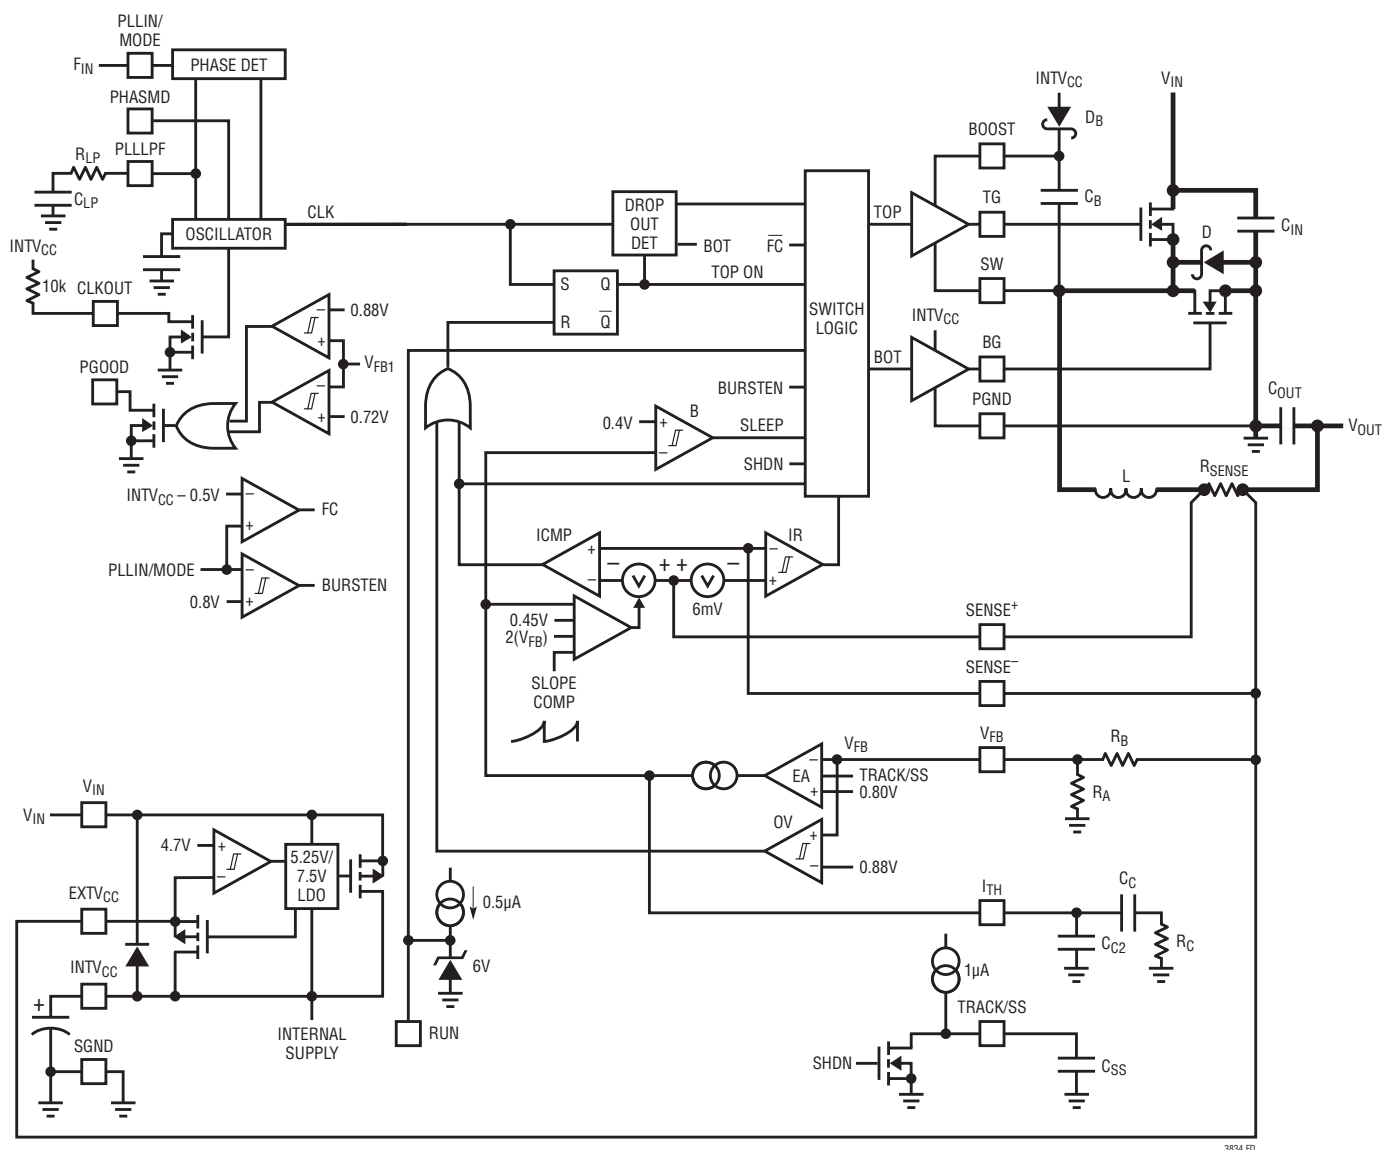 PLLIN/
MODE
F_IN
PHASE DET
PHASMD
R_LP
PLLLPF
C_LP
CLK
OSCILLATOR
INTV_CC
10k
CLKOUT
0.88V
−
+
V_FB1
PGOOD
−
+
0.72V
INTV_CC – 0.5V
−
+
FC
PLLIN/MODE
−
+
0.8V
BURSTEN
DROP
OUT
DET
BOT
F̅C̅
TOP ON
S
Q
R
Q̅
SWITCH
LOGIC
BURSTEN
0.4V
+
−
B
SLEEP
SHDN
TOP
BOT
INTV_CC
BOOST
TG
SW
INTV_CC
BG
PGND
D_B
C_B
V_IN
D
C_IN
C_OUT
V_OUT
L
R_SENSE
ICMP
+
−
−
+ +
−
6mV
IR
−
+
0.45V
2(V_FB)
SLOPE
COMP
SENSE+
SENSE−
V_FB
V_FB
R_B
R_A
EA
−
+
TRACK/SS
0.80V
OV
+
−
0.88V
I_TH
C_C
C_C2
R_C
1µA
TRACK/SS
SHDN
C_SS
V_IN
V_IN
4.7V
+
−
5.25V/
7.5V
LDO
EXTV_CC
INTV_CC
+
SGND
INTERNAL
SUPPLY
0.5µA
6V
RUN
3834 FD